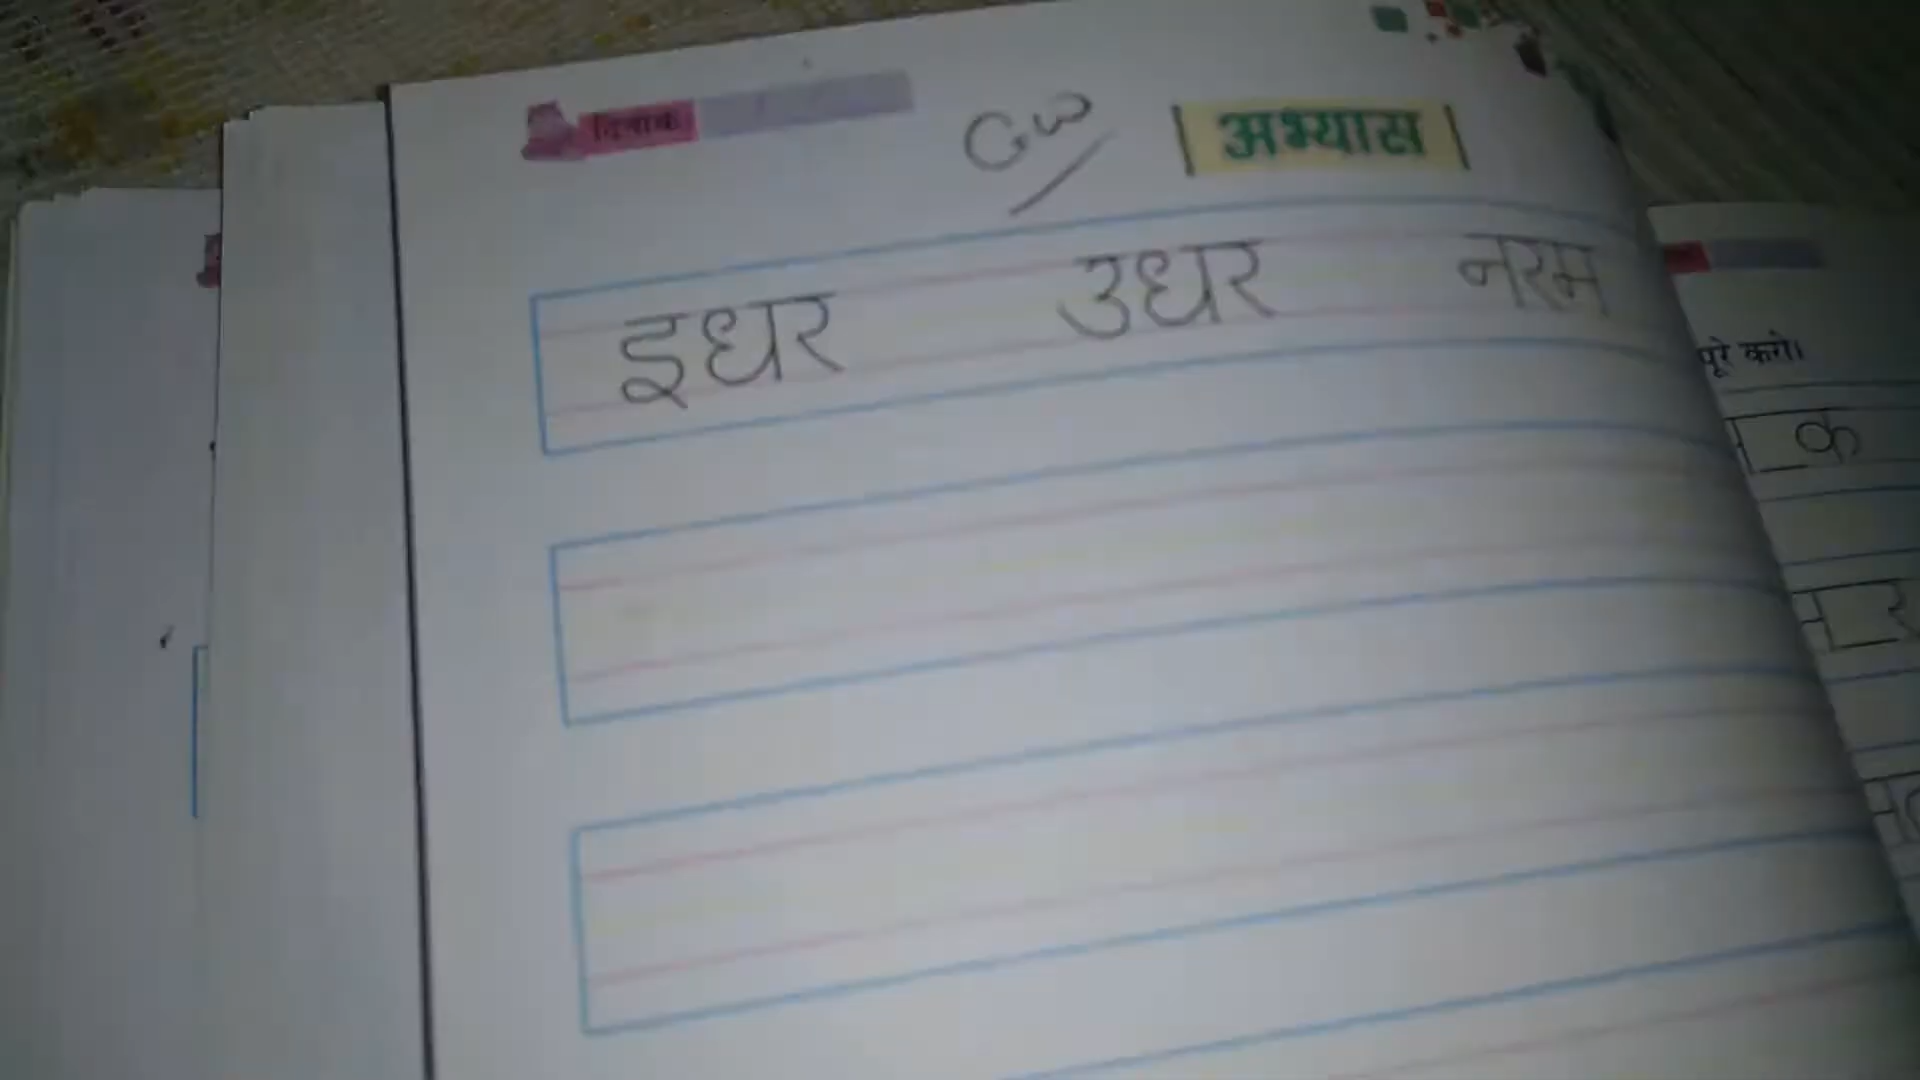 दिनांक CW अभ्यास
इधर उधर नरम
पूरे करो।
क
र